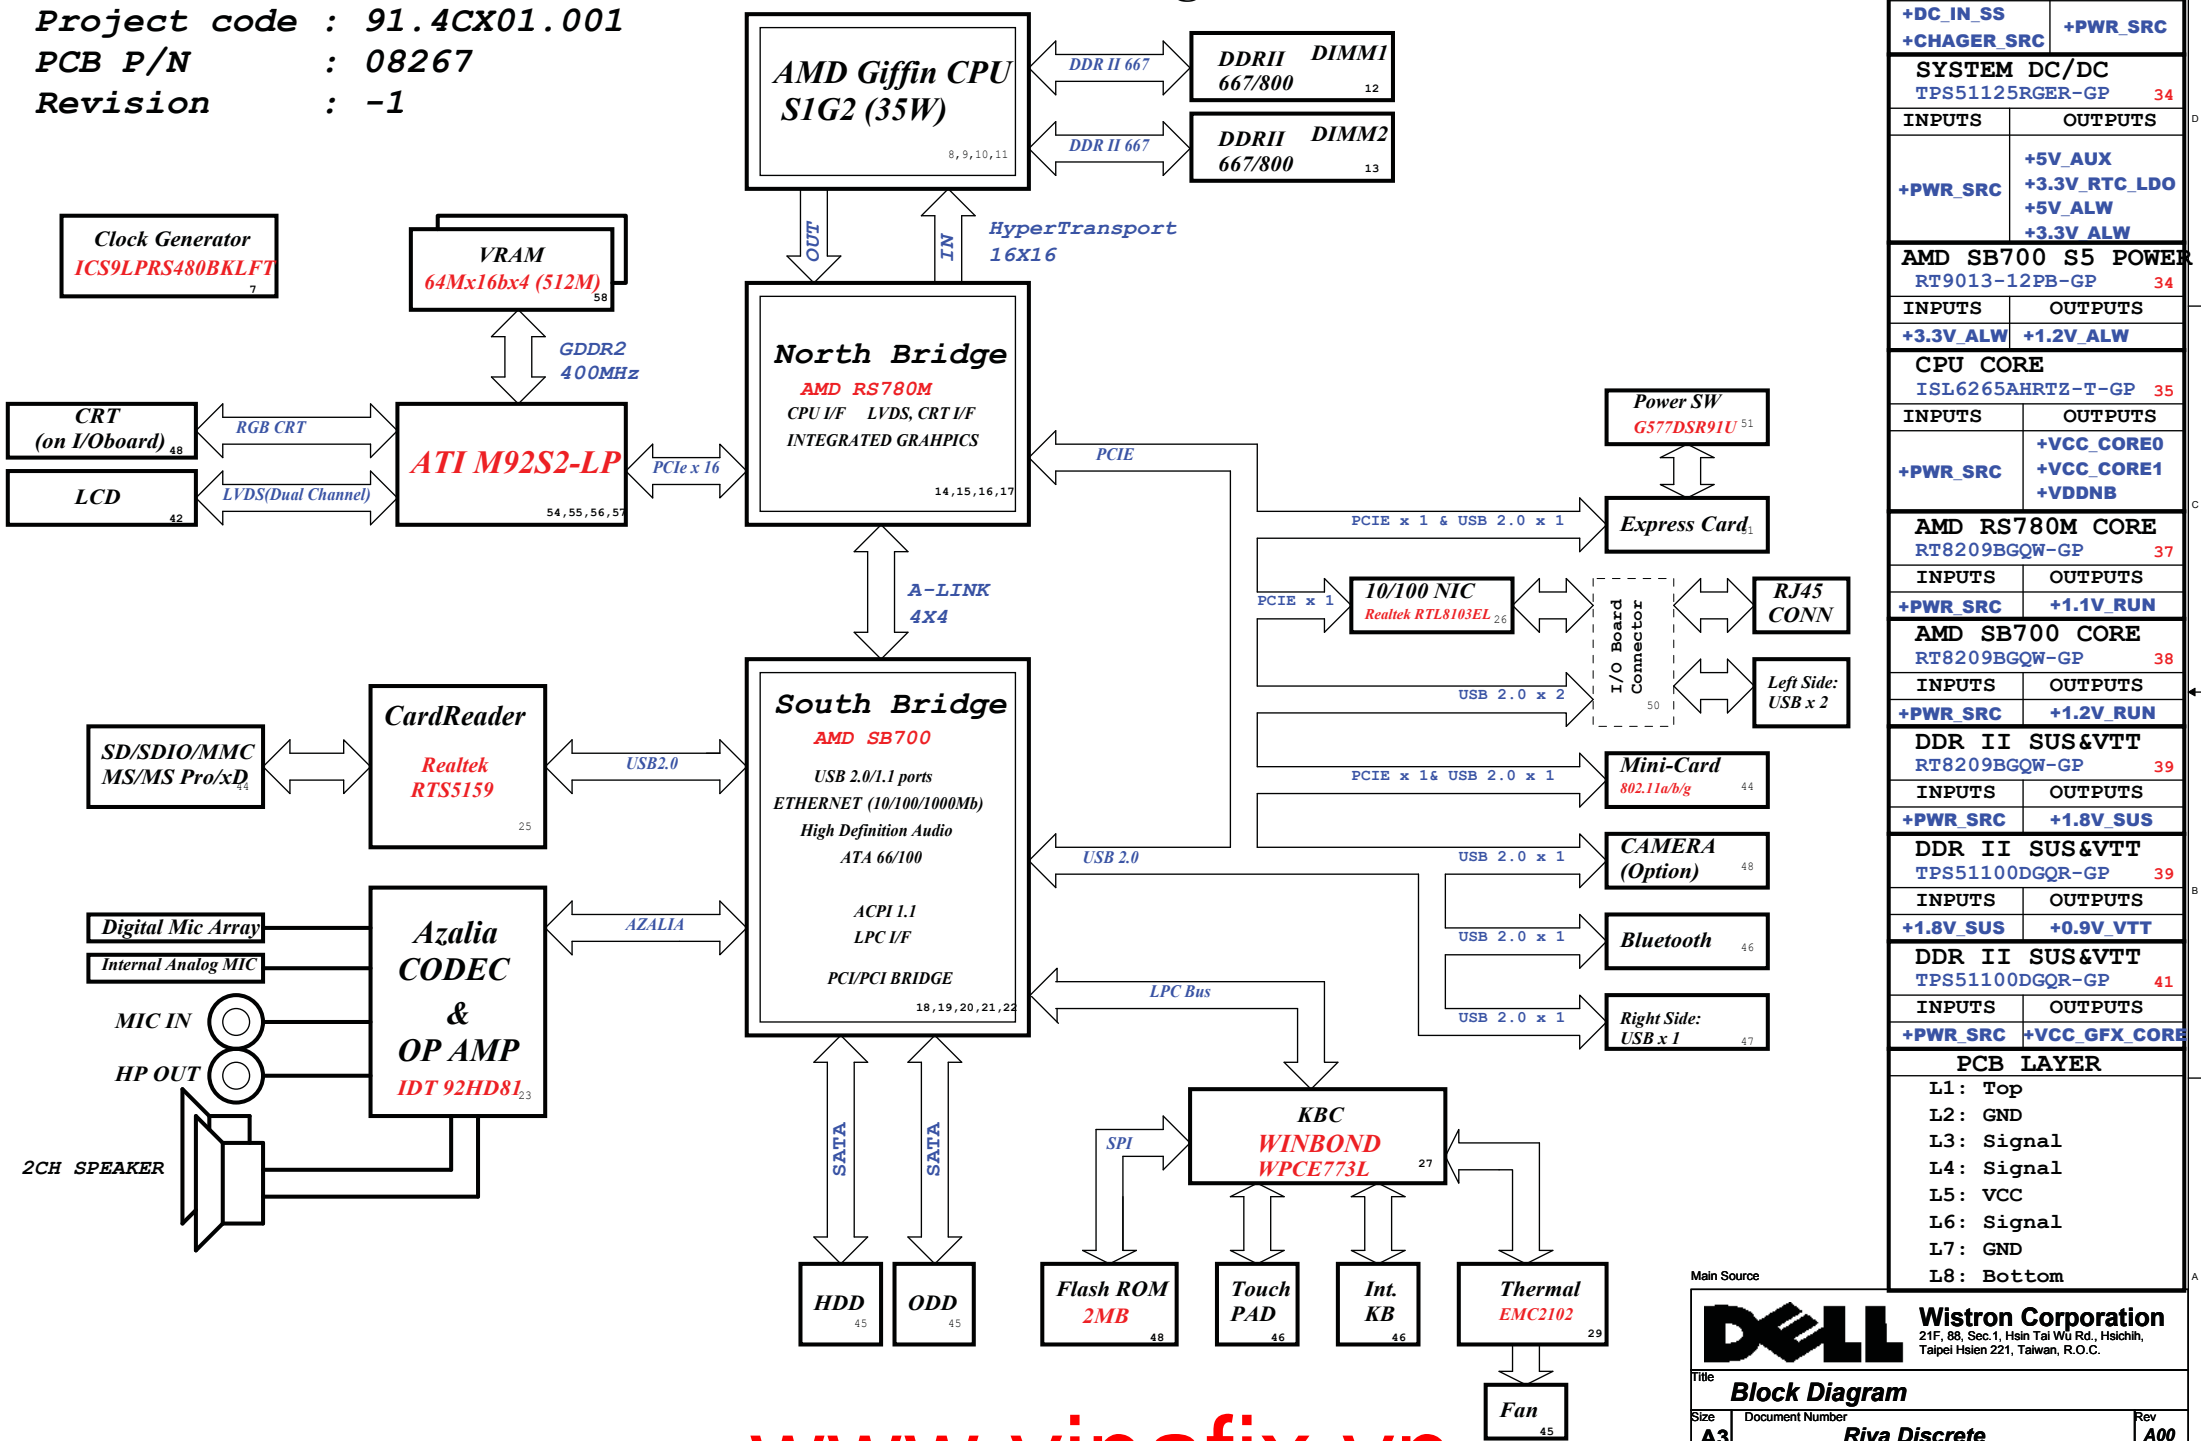 Project code : 91.4CX01.001
PCB P/N : 08267
Revision : -1
AMD Giffin CPU
S1G2 (35W)
8,9,10,11
DDR II 667
DDRII DIMM1
667/800 12
DDR II 667
DDRII DIMM2
667/800 13
OUT
IN
HyperTransport
16X16
Clock Generator
ICS9LPRS480BKLFT
7
VRAM
64Mx16bx4 (512M)
58
GDDR2
400MHz
CRT
(on I/Oboard) 48
RGB CRT
LCD
42
LVDS(Dual Channel)
ATI M92S2-LP
54,55,56,57
PCIe x 16
North Bridge
AMD RS780M
CPU I/F LVDS, CRT I/F
INTEGRATED GRAHPICS
14,15,16,17
PCIE
A-LINK
4X4
Power SW
G577DSR91U 51
PCIE x 1 & USB 2.0 x 1
Express Card
51
PCIE x 1
10/100 NIC
Realtek RTL8103EL 26
I/O Board
Connector
50
RJ45
CONN
USB 2.0 x 2
Left Side:
USB x 2
PCIE x 1& USB 2.0 x 1
Mini-Card
802.11a/b/g 44
USB 2.0 x 1
CAMERA
(Option) 48
USB 2.0 x 1
Bluetooth 46
USB 2.0 x 1
Right Side:
USB x 1 47
South Bridge
AMD SB700
USB 2.0/1.1 ports
ETHERNET (10/100/1000Mb)
High Definition Audio
ATA 66/100
ACPI 1.1
LPC I/F
PCI/PCI BRIDGE
18,19,20,21,22
USB 2.0
LPC Bus
SD/SDIO/MMC
MS/MS Pro/xD
44
CardReader
Realtek
RTS5159
25
USB2.0
AZALIA
Digital Mic Array
Internal Analog MIC
MIC IN
HP OUT
2CH SPEAKER
Azalia
CODEC
&
OP AMP
IDT 92HD81
23
SATA
SATA
HDD
45
ODD
45
KBC
WINBOND
WPCE773L 27
SPI
Flash ROM
2MB
48
Touch
PAD
46
Int.
KB
46
Thermal
EMC2102
29
Fan
45
www.vinafix.vn
+DC_IN_SS
+CHAGER_SRC
+PWR_SRC
SYSTEM DC/DC
TPS51125RGER-GP 34
INPUTS OUTPUTS
+PWR_SRC
+5V_AUX
+3.3V_RTC_LDO
+5V_ALW
+3.3V_ALW
AMD SB700 S5 POWER
RT9013-12PB-GP 34
INPUTS OUTPUTS
+3.3V_ALW +1.2V_ALW
CPU CORE
ISL6265AHRTZ-T-GP 35
INPUTS OUTPUTS
+PWR_SRC
+VCC_CORE0
+VCC_CORE1
+VDDNB
AMD RS780M CORE
RT8209BGQW-GP 37
INPUTS OUTPUTS
+PWR_SRC +1.1V_RUN
AMD SB700 CORE
RT8209BGQW-GP 38
INPUTS OUTPUTS
+PWR_SRC +1.2V_RUN
DDR II SUS&VTT
RT8209BGQW-GP 39
INPUTS OUTPUTS
+PWR_SRC +1.8V_SUS
DDR II SUS&VTT
TPS51100DGQR-GP 39
INPUTS OUTPUTS
+1.8V_SUS +0.9V_VTT
DDR II SUS&VTT
TPS51100DGQR-GP 41
INPUTS OUTPUTS
+PWR_SRC +VCC_GFX_CORE
PCB LAYER
L1: Top
L2: GND
L3: Signal
L4: Signal
L5: VCC
L6: Signal
L7: GND
L8: Bottom
D
C
B
A
Main Source
DELL
Wistron Corporation
21F, 88, Sec.1, Hsin Tai Wu Rd., Hsichih,
Taipei Hsien 221, Taiwan, R.O.C.
Title
Block Diagram
Size Document Number Rev
A3 Riva Discrete A00